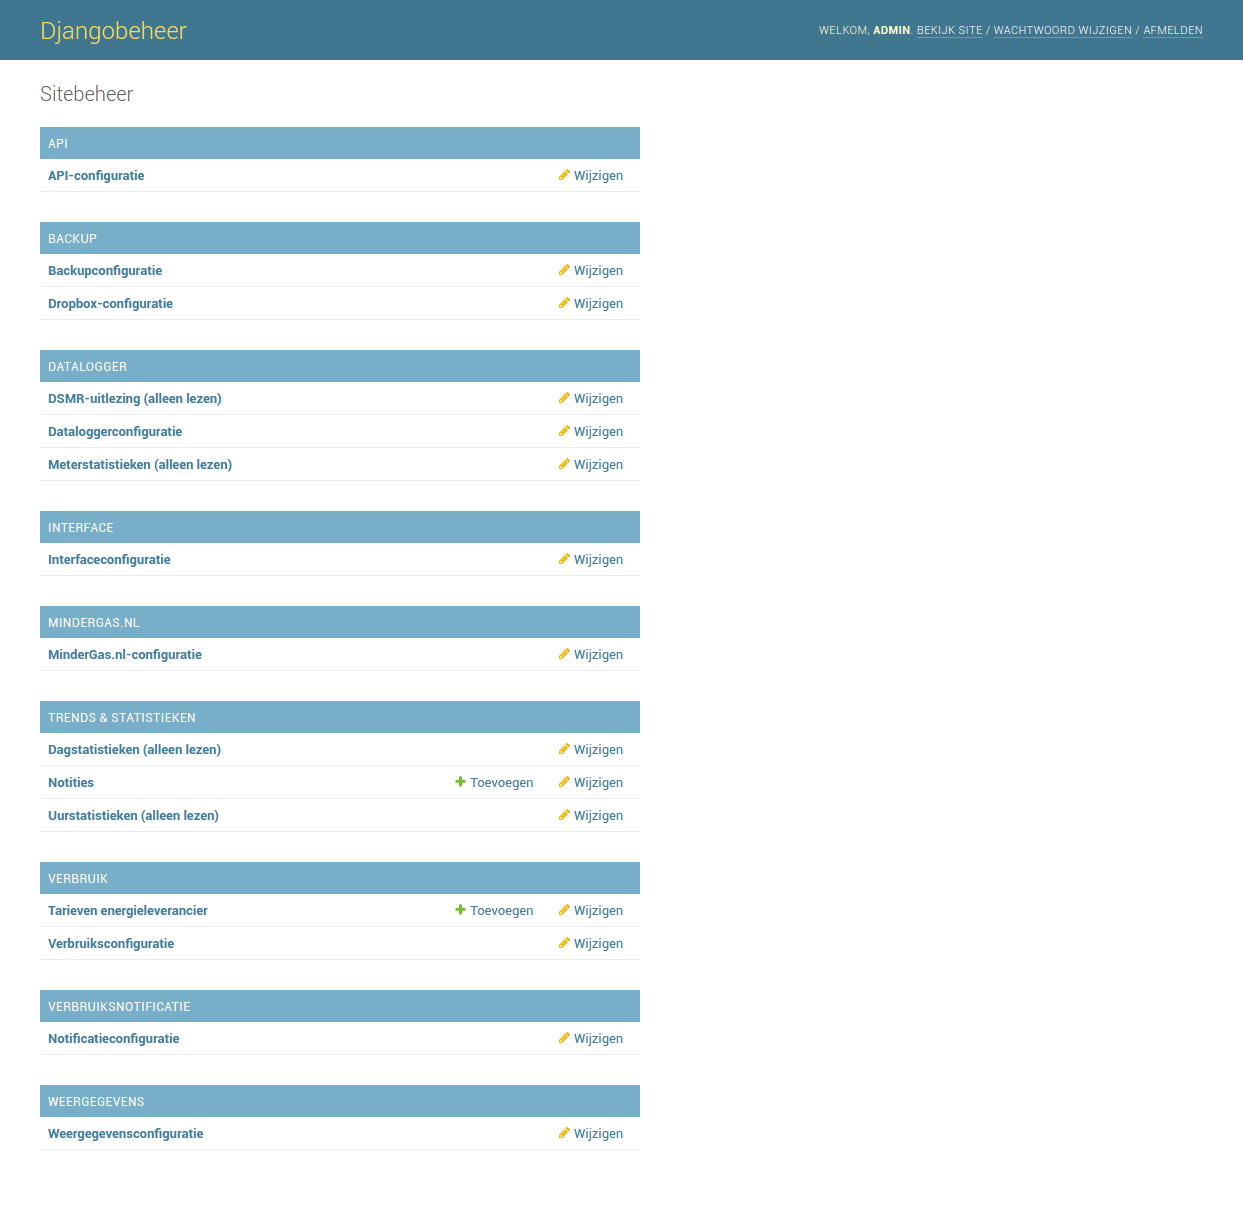 Djangobeheer
WELKOM, ADMIN. BEKIJK SITE / WACHTWOORD WIJZIGEN / AFMELDEN
Sitebeheer
API
API-configuratie Wijzigen
BACKUP
Backupconfiguratie Wijzigen
Dropbox-configuratie Wijzigen
DATALOGGER
DSMR-uitlezing (alleen lezen) Wijzigen
Dataloggerconfiguratie Wijzigen
Meterstatistieken (alleen lezen) Wijzigen
INTERFACE
Interfaceconfiguratie Wijzigen
MINDERGAS.NL
MinderGas.nl-configuratie Wijzigen
TRENDS & STATISTIEKEN
Dagstatistieken (alleen lezen) Wijzigen
Notities Toevoegen Wijzigen
Uurstatistieken (alleen lezen) Wijzigen
VERBRUIK
Tarieven energieleverancier Toevoegen Wijzigen
Verbruiksconfiguratie Wijzigen
VERBRUIKSNOTIFICATIE
Notificatieconfiguratie Wijzigen
WEERGEGEVENS
Weergegevensconfiguratie Wijzigen